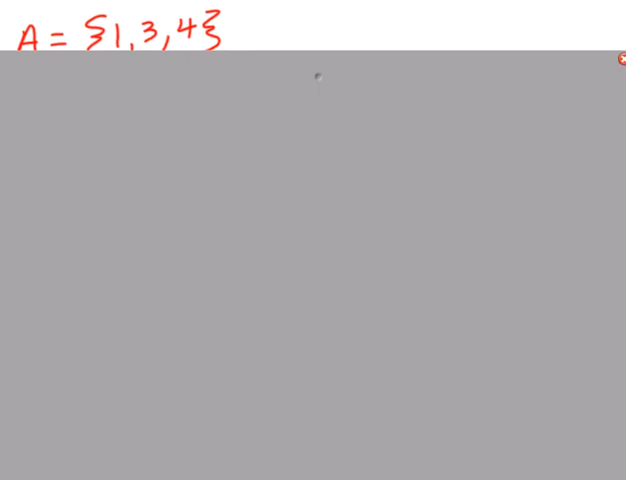 A = {1, 3, 4}